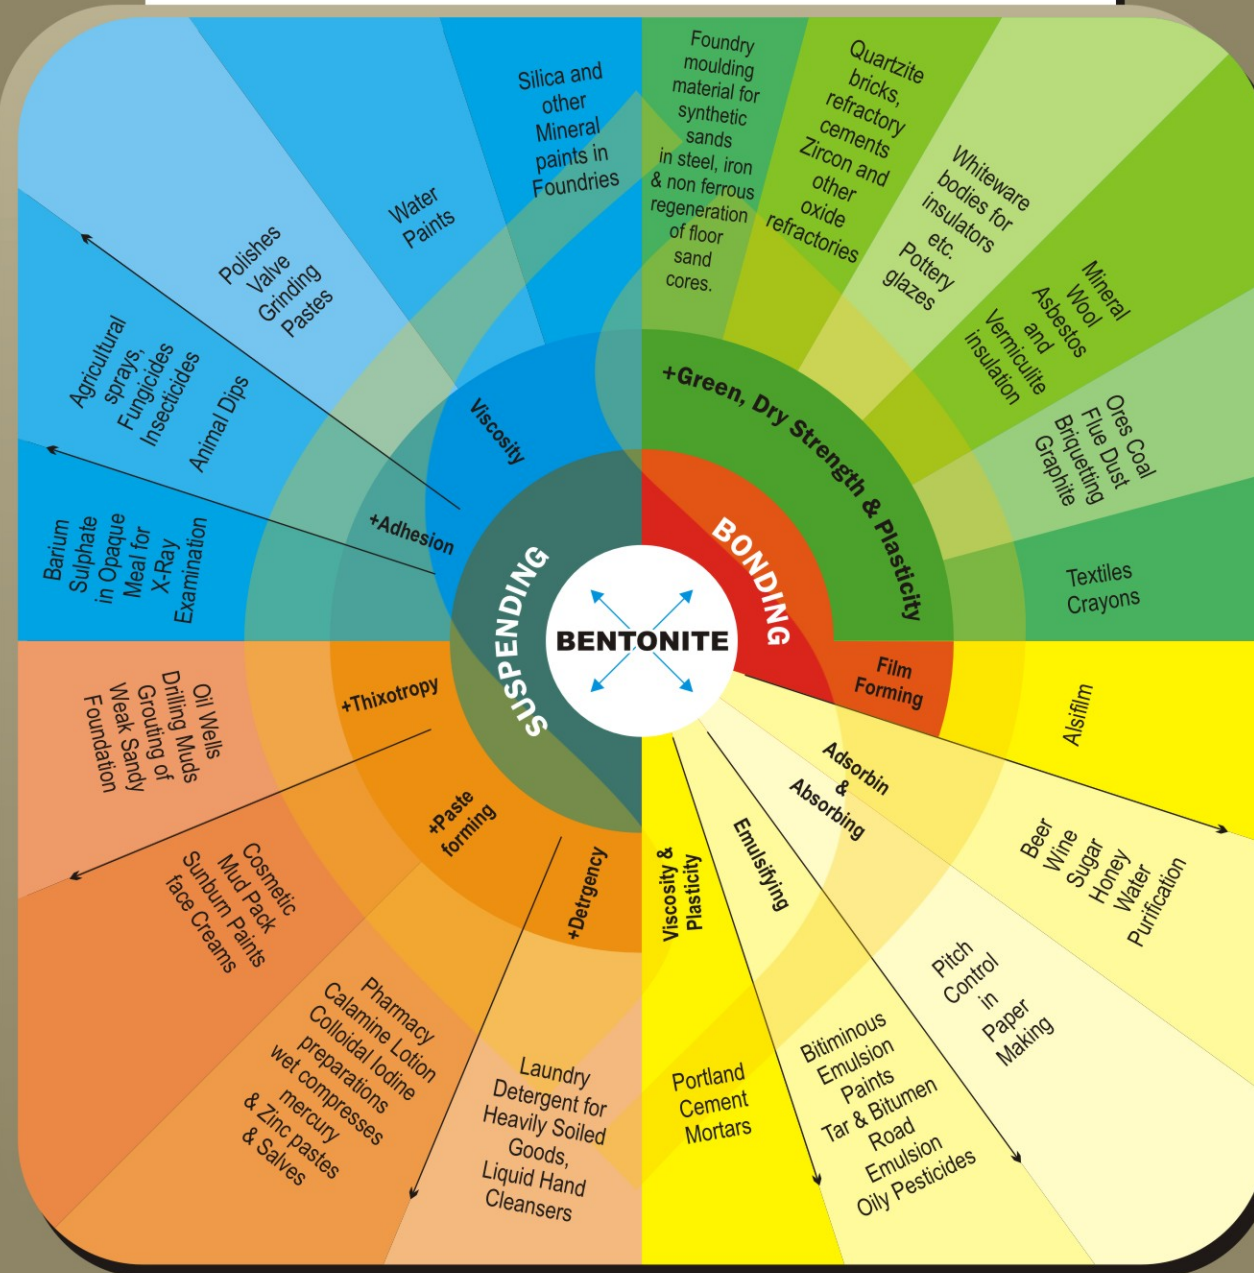 BENTONITE
SUSPENDING
BONDING
Viscosity
+Adhesion
+Thixotropy
+Paste
forming
+Detrgency
Viscosity &
Plasticity
Emulsifying
Adsorbin
&
Absorbing
Film
Forming
+Green, Dry Strength & Plasticity
Silica and
other
Mineral
paints in
Foundries
Water
Paints
Polishes
Valve
Grinding
Pastes
Agricultural
sprays,
Fungicides
Insecticides
Animal Dips
Barium
Sulphate
in Opaque
Meal for
X-Ray
Examination
Oil Wells
Drilling Muds
Grouting of
Weak Sandy
Foundation
Cosmetic
Mud Pack
Sunburn Paints
face Creams
Pharmacy
Calamine Lotion
Colloidal Iodine
preparations
wet compresses
mercury
& Zinc pastes
& Salves
Laundry
Detergent for
Heavily Soiled
Goods,
Liquid Hand
Cleansers
Portland
Cement
Mortars
Bitiminous
Emulsion
Paints
Tar & Bitumen
Road
Emulsion
Oily Pesticides
Pitch
Control
in
Paper
Making
Beer
Wine
Sugar
Honey
Water
Purification
Alsifilm
Textiles
Crayons
Ores Coal
Flue Dust
Briquetting
Graphite
Mineral
Wool
Asbestos
and
Vermiculite
insulation
Whiteware
bodies for
insulators
etc.
Pottery
glazes
Quartzite
bricks,
refractory
cements
Zircon and
other
oxide
refractories
Foundry
moulding
material for
synthetic
sands
in steel, iron
& non ferrous
regeneration
of floor
sand
cores.